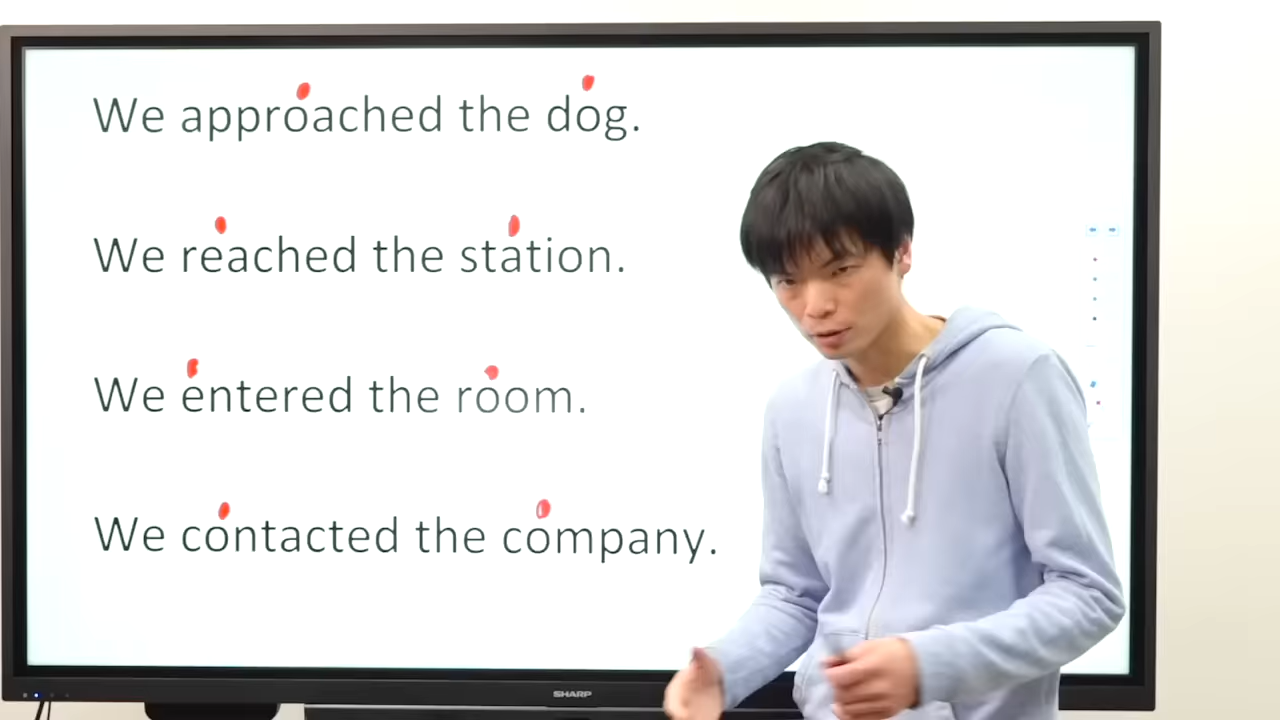 We approached the dog.
We reached the station.
We entered the room.
We contacted the company.
SHARP